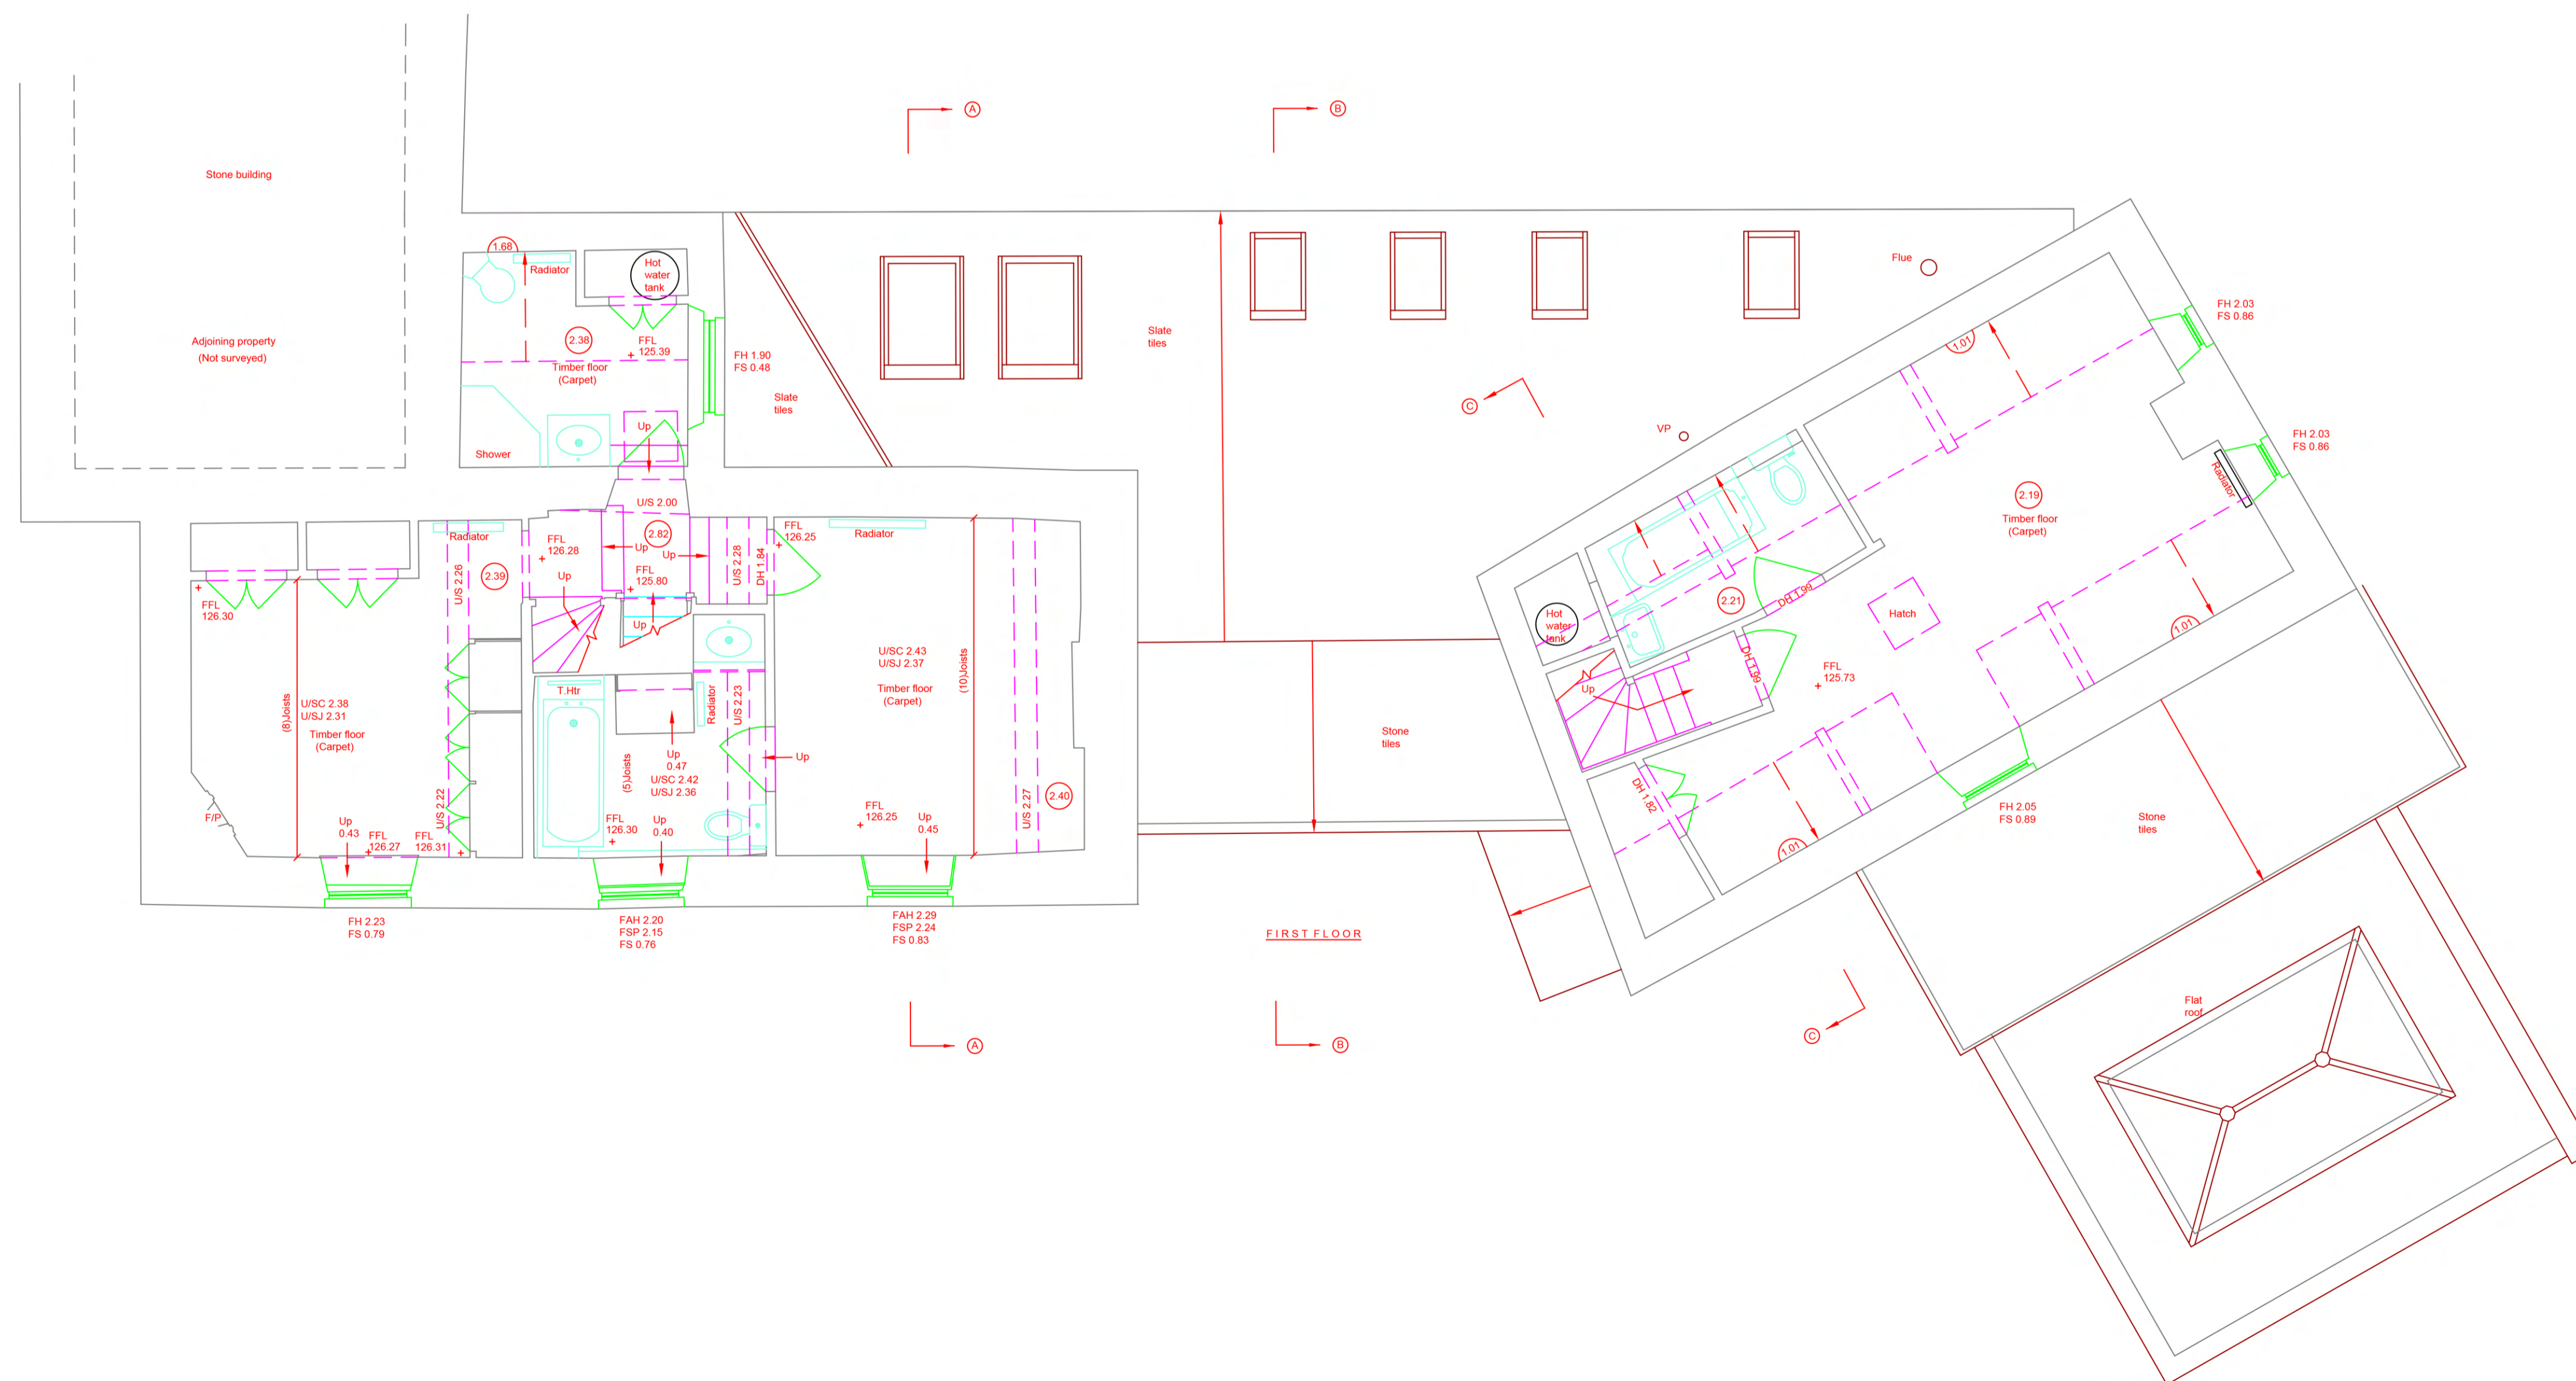 A
B
Stone building
1.68
Radiator
Hot
water
tank
Flue
FH 2.03
FS 0.86
Adjoining property
(Not surveyed)
2.38
FFL
125.39
Timber floor
(Carpet)
FH 1.90
FS 0.48
Slate
tiles
Slate
tiles
1.01
C
VP
FH 2.03
FS 0.86
Up
Shower
Radiator
U/S 2.00
2.19
Timber floor
(Carpet)
Radiator
U/S 2.26
2.39
FFL
126.28
Up
2.82
Up
Up
FFL
125.80
Up
U/S 2.28
DH 1.84
FFL
126.25
Radiator
FFL
126.30
Hot
water
tank
2.21
DH 1.99
Hatch
1.01
DH 1.99
FFL
125.73
Up
U/SC 2.43
U/SJ 2.37
Timber floor
(Carpet)
(10)Joists
(8)Joists
U/SC 2.38
U/SJ 2.31
Timber floor
(Carpet)
T.Htr
Radiator
U/S 2.23
(5)Joists
Up
0.47
U/SC 2.42
U/SJ 2.36
Up
Stone
tiles
DH 1.82
U/S 2.22
F/P
Up
0.43
FFL
126.27
FFL
126.31
FFL
126.30
Up
0.40
FFL
126.25
Up
0.45
U/S 2.27
2.40
1.01
FH 2.05
FS 0.89
Stone
tiles
FH 2.23
FS 0.79
FAH 2.20
FSP 2.15
FS 0.76
FAH 2.29
FSP 2.24
FS 0.83
FIRST FLOOR
A
B
C
Flat
roof